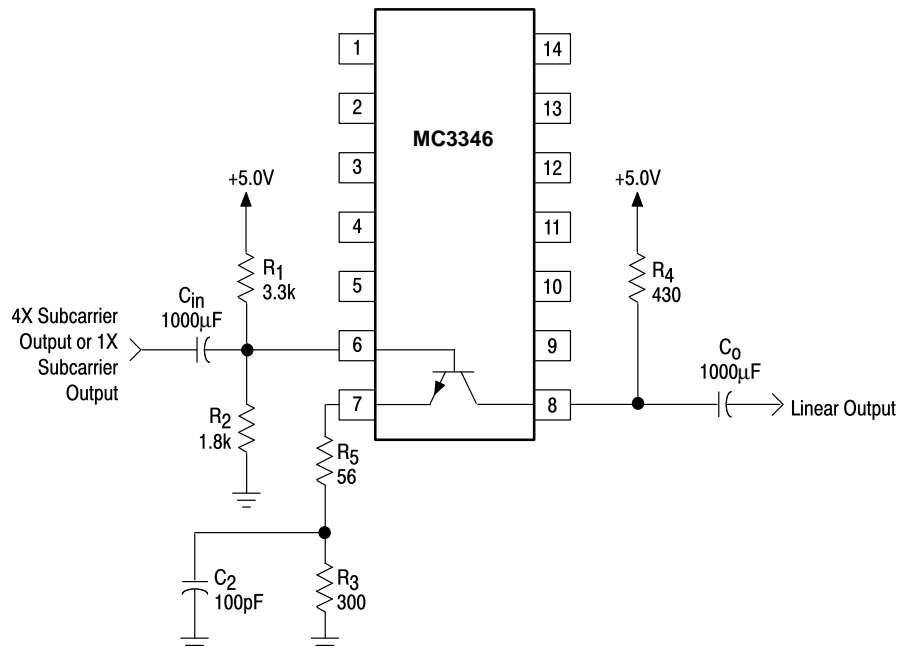 1
14
2
13
MC3346
3
12
+5.0V
+5.0V
4
11
R1
3.3k
R4
430
5
10
Cin
1000μF
4X Subcarrier
Output or 1X
Subcarrier
Output
6
9
Co
1000μF
R2
1.8k
7
8
Linear Output
R5
56
C2
100pF
R3
300